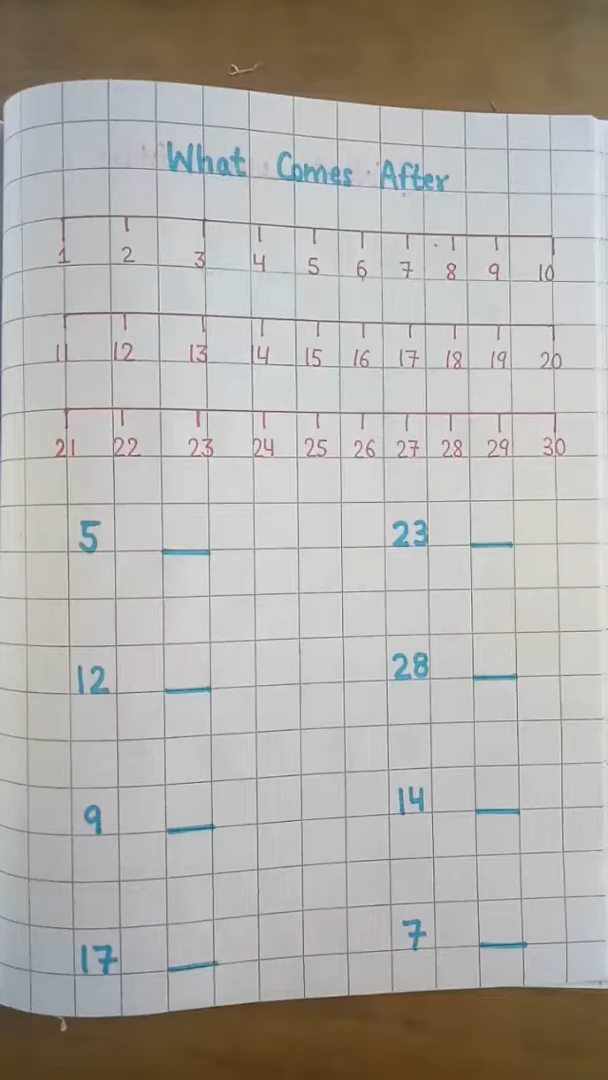 What Comes After
1 2 3 4 5 6 7 8 9 10
11 12 13 14 15 16 17 18 19 20
21 22 23 24 25 26 27 28 29 30
5 __ 23 __
12 __ 28 __
9 __ 14 __
17 __ 7 __